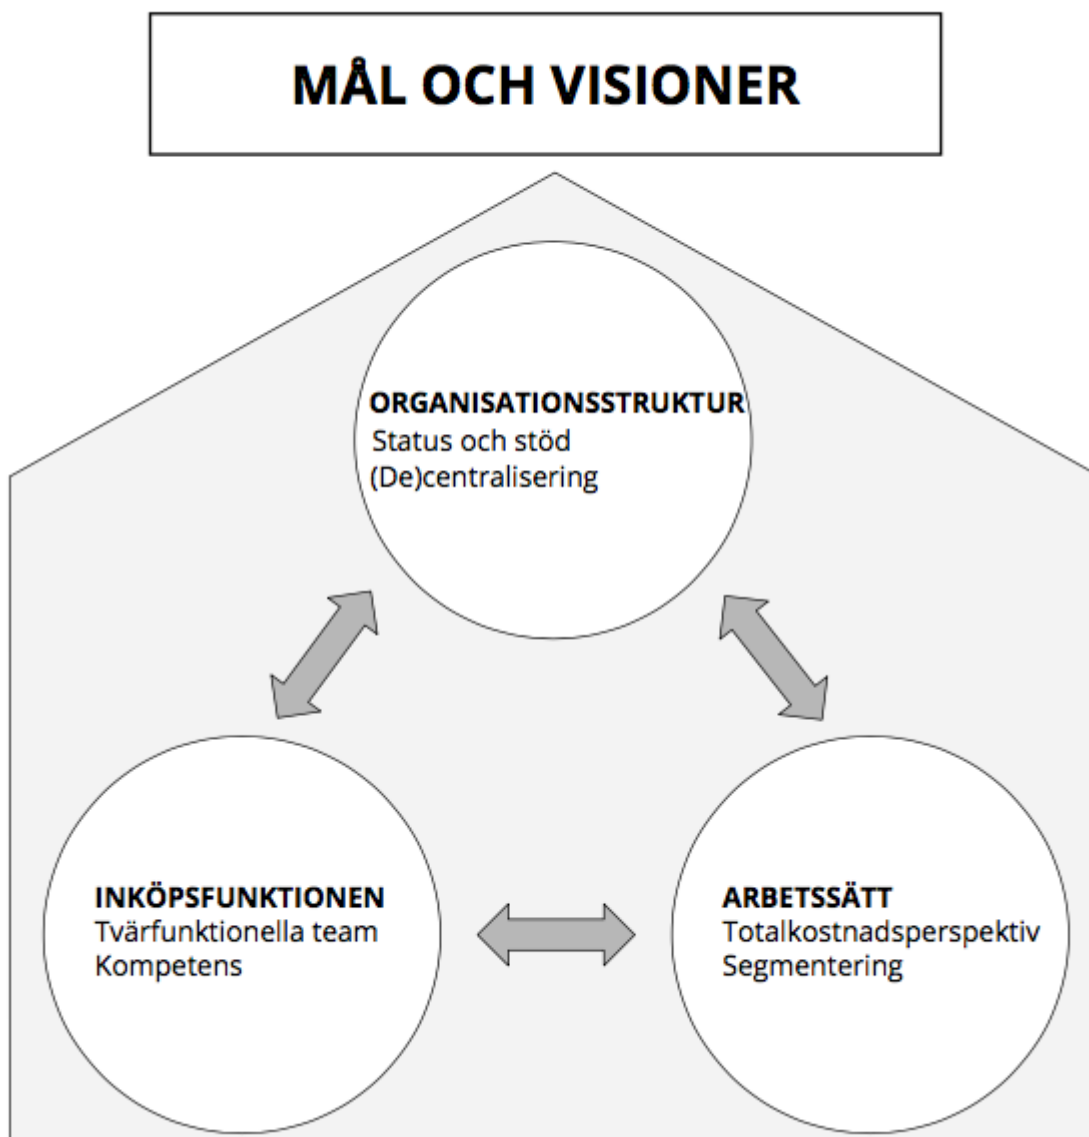 MÅL OCH VISIONER
ORGANISATIONSSTRUKTUR
Status och stöd
(De)centralisering
INKÖPSFUNKTIONEN
Tvärfunktionella team
Kompetens
ARBETSSÄTT
Totalkostnadsperspektiv
Segmentering